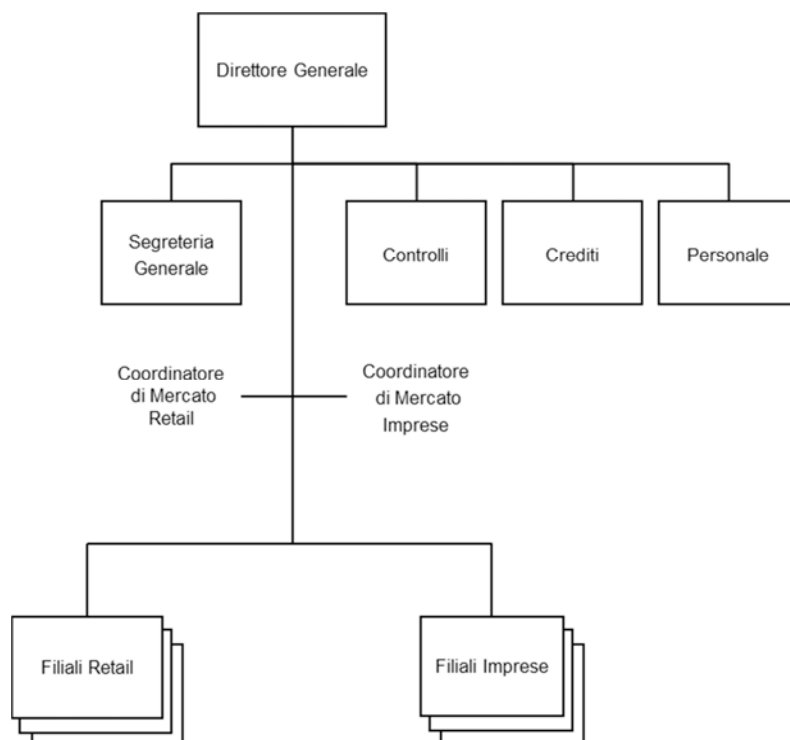 Direttore Generale
Segreteria
Generale
Controlli
Crediti
Personale
Coordinatore
di Mercato
Retail
Coordinatore
di Mercato
Imprese
Filiali Retail
Filiali Imprese